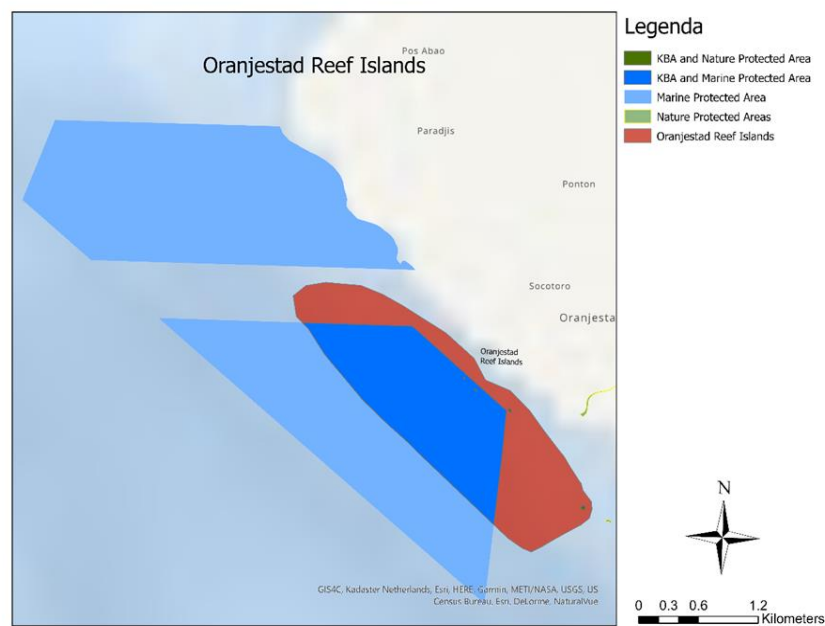 Oranjestad Reef Islands
Pos Abao
Paradjis
Ponton
Socotoro
Oranjesta
Oranjestad
Reef Islands
GIS4C, Kadaster Netherlands, Esri, HERE, Garmin, METI/NASA, USGS, US
Census Bureau, Esri, DeLorme, NaturalVue
Legenda
KBA and Nature Protected Area
KBA and Marine Protected Area
Marine Protected Area
Nature Protected Areas
Oranjestad Reef Islands
N
0 0.3 0.6 1.2
Kilometers